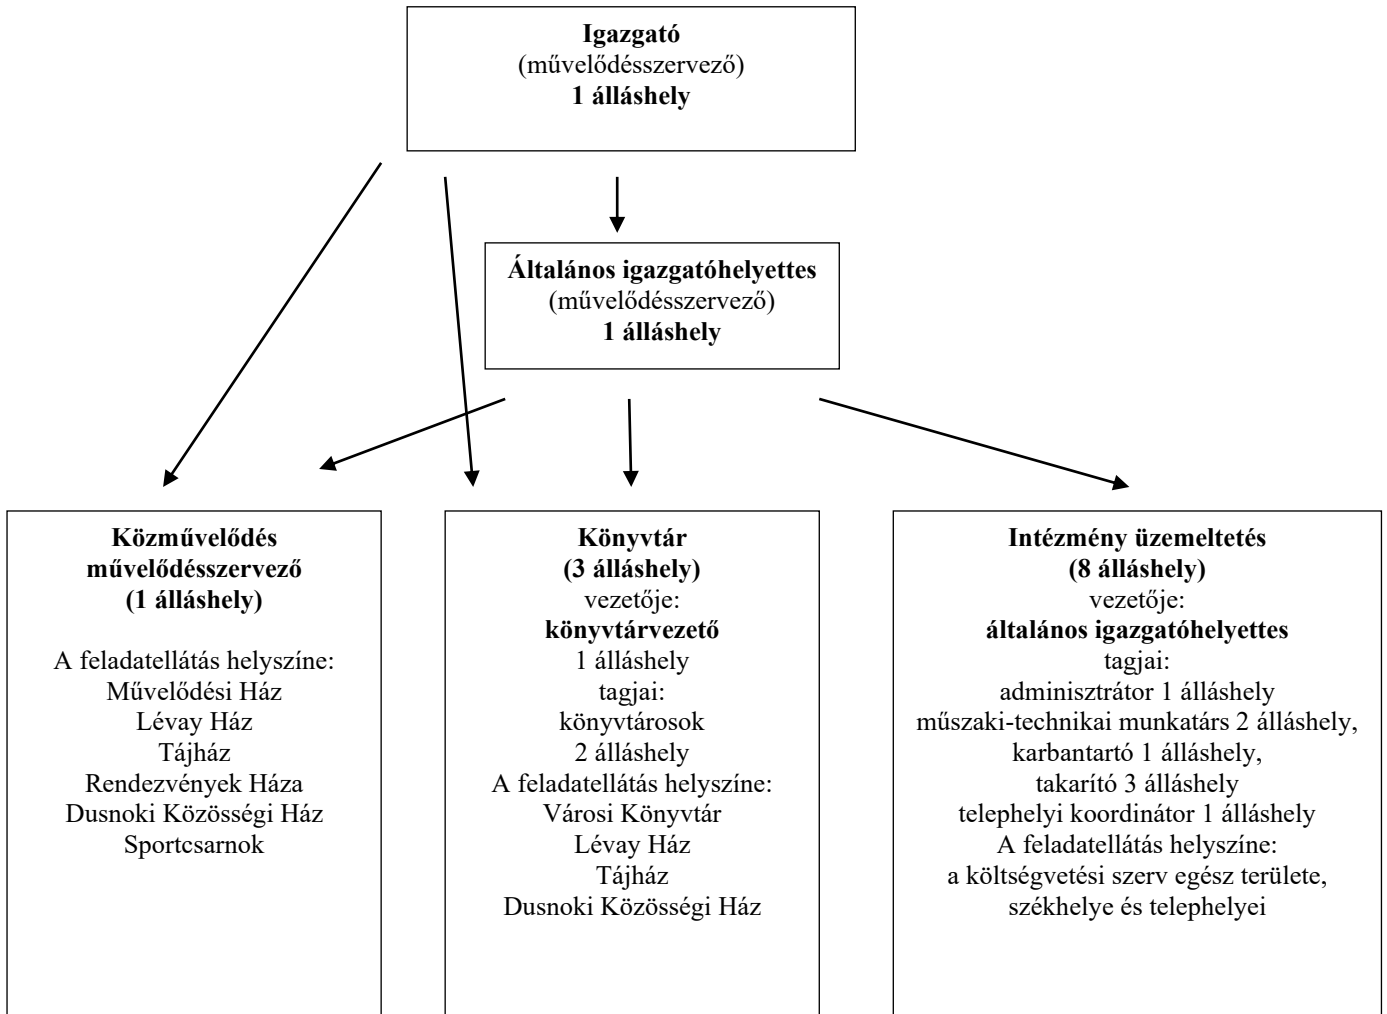 Igazgató
(művelődésszervező)
1 álláshely
Általános igazgatóhelyettes
(művelődésszervező)
1 álláshely
Közművelődés
művelődésszervező
(1 álláshely)
A feladatellátás helyszíne:
Művelődési Ház
Lévay Ház
Tájház
Rendezvények Háza
Dusnoki Közösségi Ház
Sportcsarnok
Könyvtár
(3 álláshely)
vezetője:
könyvtárvezető
1 álláshely
tagjai:
könyvtárosok
2 álláshely
A feladatellátás helyszíne:
Városi Könyvtár
Lévay Ház
Tájház
Dusnoki Közösségi Ház
Intézmény üzemeltetés
(8 álláshely)
vezetője:
általános igazgatóhelyettes
tagjai:
adminisztrátor 1 álláshely
műszaki-technikai munkatárs 2 álláshely,
karbantartó 1 álláshely,
takarító 3 álláshely
telephelyi koordinátor 1 álláshely
A feladatellátás helyszíne:
a költségvetési szerv egész területe,
székhelye és telephelyei